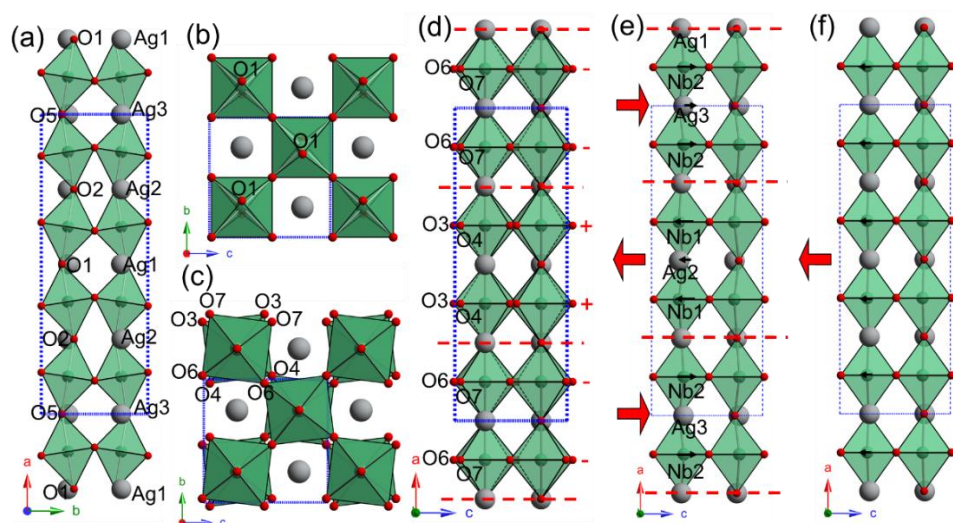 (a)
O1
Ag1
O5
Ag3
O2
Ag2
O1
Ag1
O2
Ag2
O5
Ag3
O1
Ag1
a
b
(b)
O1
O1
O1
b
c
(c)
O7
O3
O3
O7
O6
O4
O4
O6
b
c
(d)
O6
O7
-
O6
O7
-
O3
O4
+
O3
+
O4
O6
O7
-
O6
O7
-
a
c
(e)
Ag1
Nb2
Ag3
Nb2
Nb1
Ag2
Nb1
Nb2
Ag3
Nb2
(f)
a
c